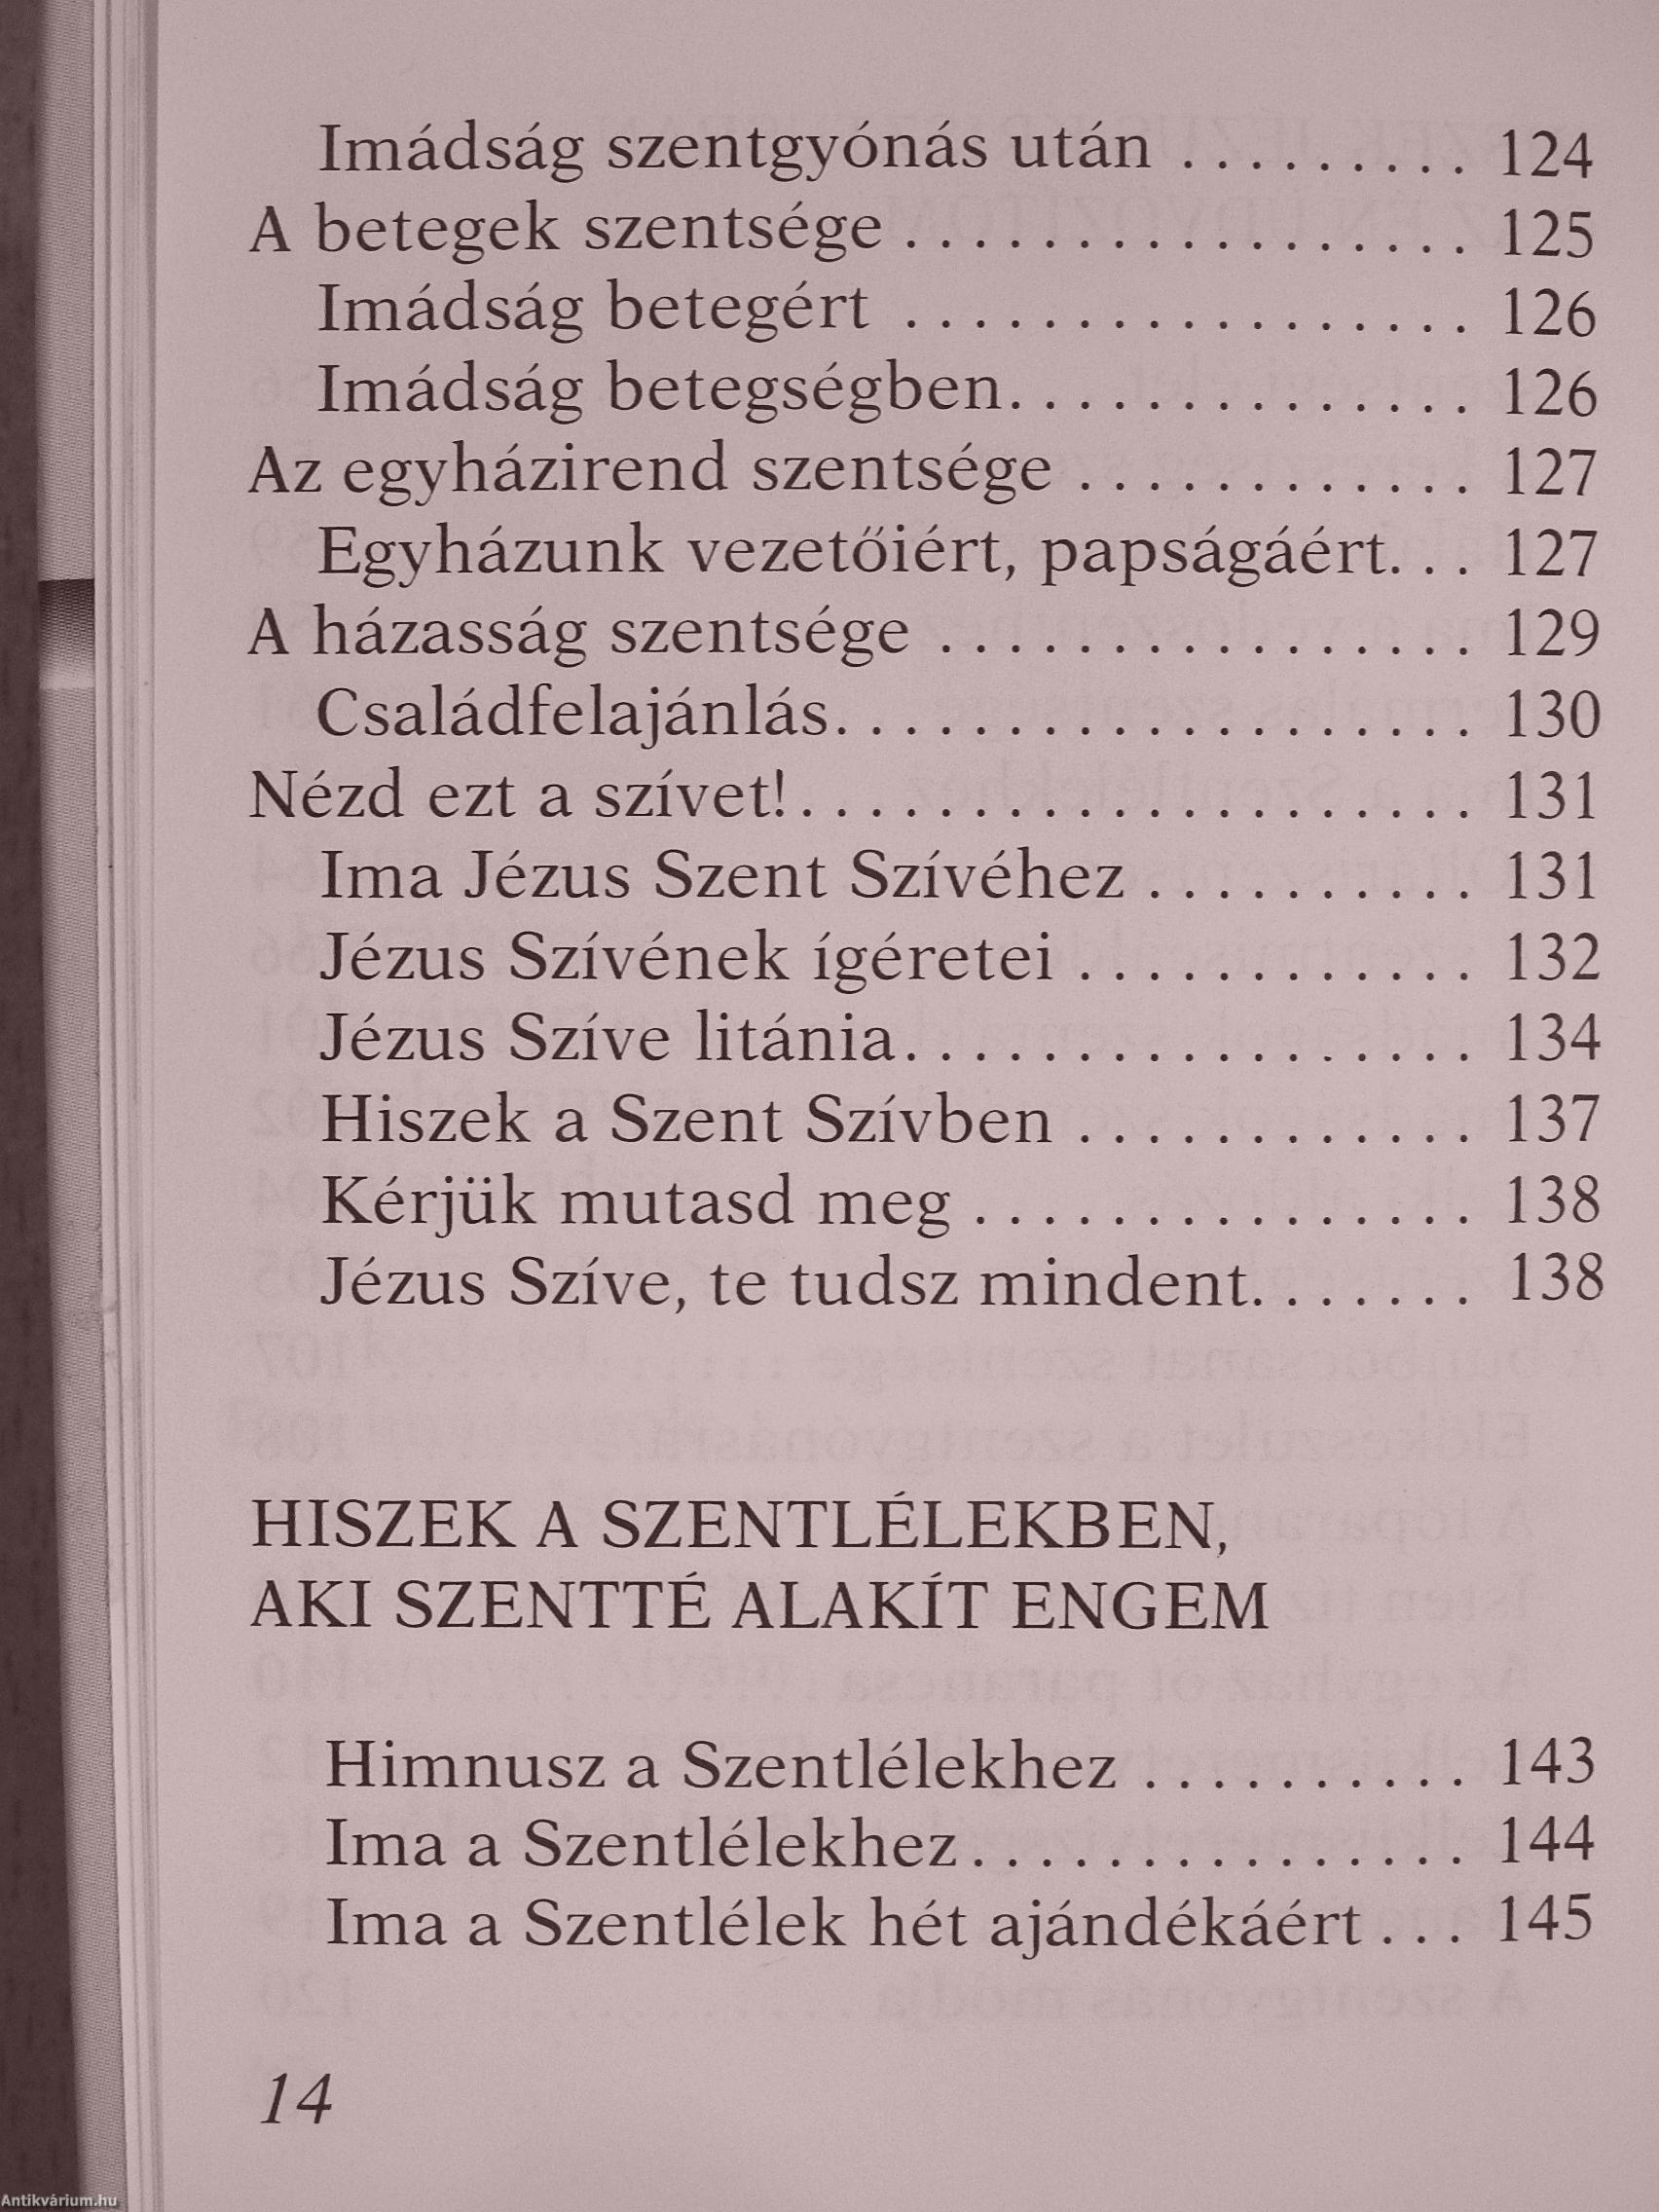 Imádság szentgyónás után . . . . . . . . . 124
A betegek szentsége . . . . . . . . . . . . . . . . . 125
Imádság betegért . . . . . . . . . . . . . . . . . 126
Imádság betegségben. . . . . . . . . . . . . . 126
Az egyházirend szentsége . . . . . . . . . . . . 127
Egyházunk vezetőiért, papságáért. . . 127
A házasság szentsége . . . . . . . . . . . . . . . . 129
Családfelajánlás. . . . . . . . . . . . . . . . . . . 130
Nézd ezt a szívet!. . . . . . . . . . . . . . . . . . . . 131
Ima Jézus Szent Szívéhez . . . . . . . . . . 131
Jézus Szívének ígéretei . . . . . . . . . . . . 132
Jézus Szíve litánia. . . . . . . . . . . . . . . . . 134
Hiszek a Szent Szívben . . . . . . . . . . . . 137
Kérjük mutasd meg . . . . . . . . . . . . . . . 138
Jézus Szíve, te tudsz mindent. . . . . . . 138
HISZEK A SZENTLÉLEKBEN,
AKI SZENTTÉ ALAKÍT ENGEM
Himnusz a Szentlélekhez . . . . . . . . . . 143
Ima a Szentlélekhez. . . . . . . . . . . . . . . 144
Ima a Szentlélek hét ajándékáért . . . 145
14
Antikvárium.hu